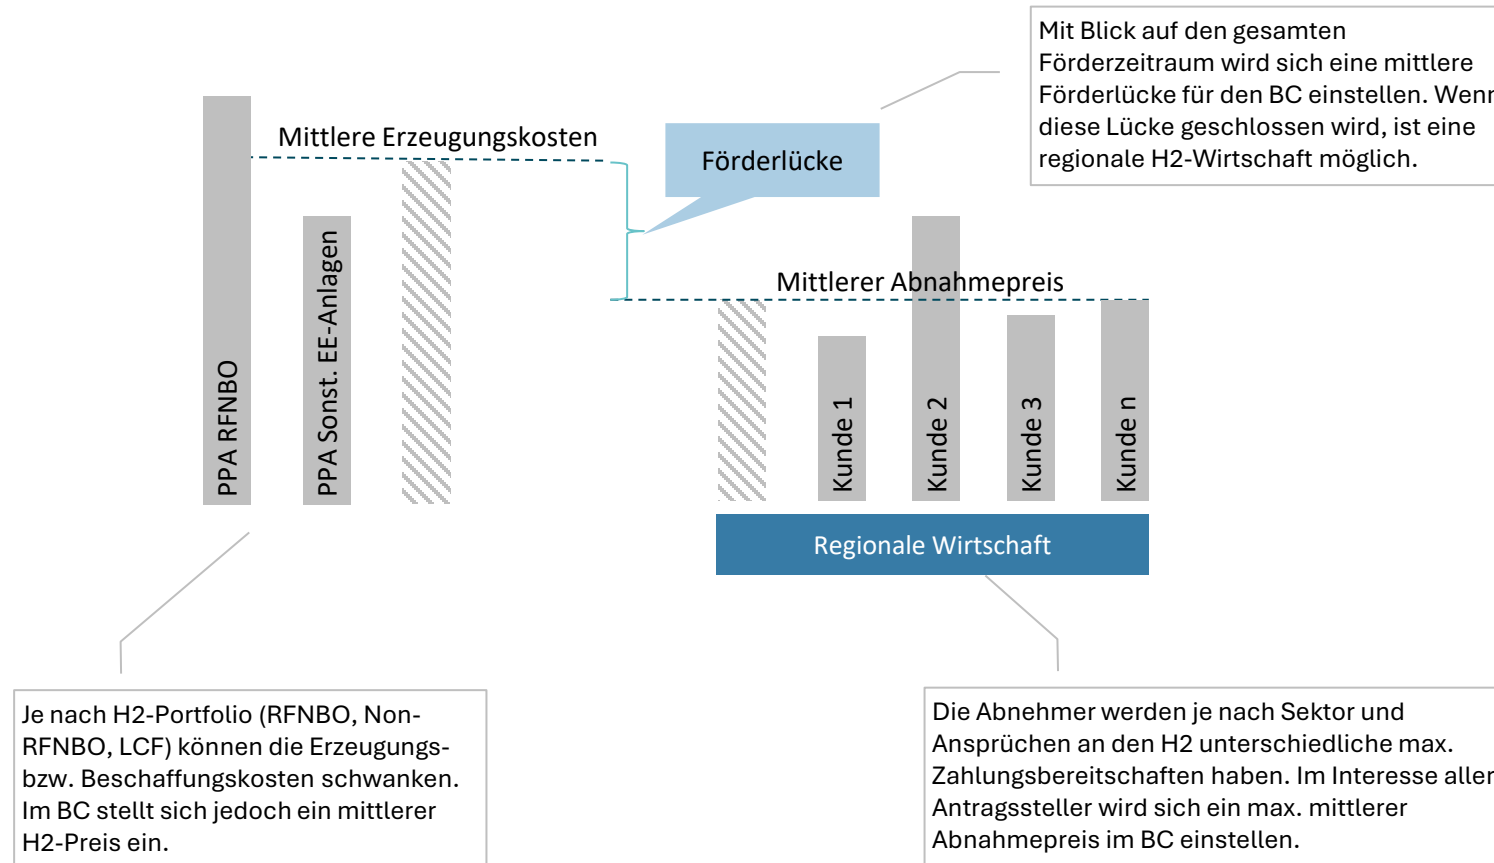 Mit Blick auf den gesamten
Förderzeitraum wird sich eine mittlere
Förderlücke für den BC einstellen. Wenn
diese Lücke geschlossen wird, ist eine
regionale H2-Wirtschaft möglich.
Mittlere Erzeugungskosten
Förderlücke
Mittlerer Abnahmepreis
PPA RFNBO
PPA Sonst. EE-Anlagen
Kunde 1
Kunde 2
Kunde 3
Kunde n
Regionale Wirtschaft
Je nach H2-Portfolio (RFNBO, Non-
RFNBO, LCF) können die Erzeugungs-
bzw. Beschaffungskosten schwanken.
Im BC stellt sich jedoch ein mittlerer
H2-Preis ein.
Die Abnehmer werden je nach Sektor und
Ansprüchen an den H2 unterschiedliche max.
Zahlungsbereitschaften haben. Im Interesse aller
Antragssteller wird sich ein max. mittlerer
Abnahmepreis im BC einstellen.